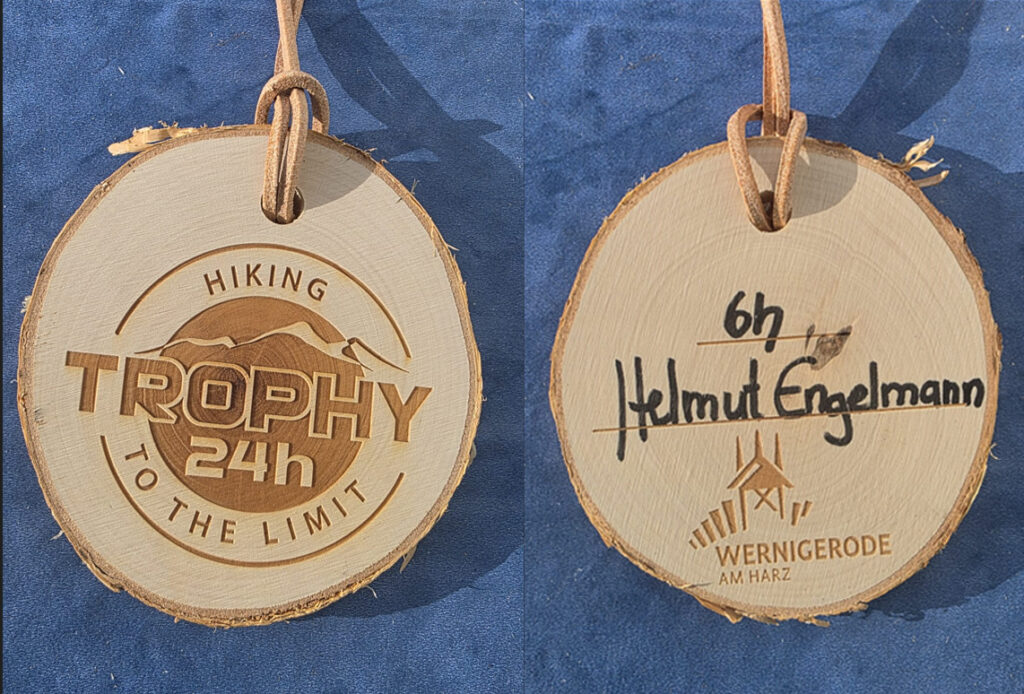 HIKING
TROPHY
24h
TO THE LIMIT
6h
Helmut Engelmann
WERNIGERODE
AM HARZ